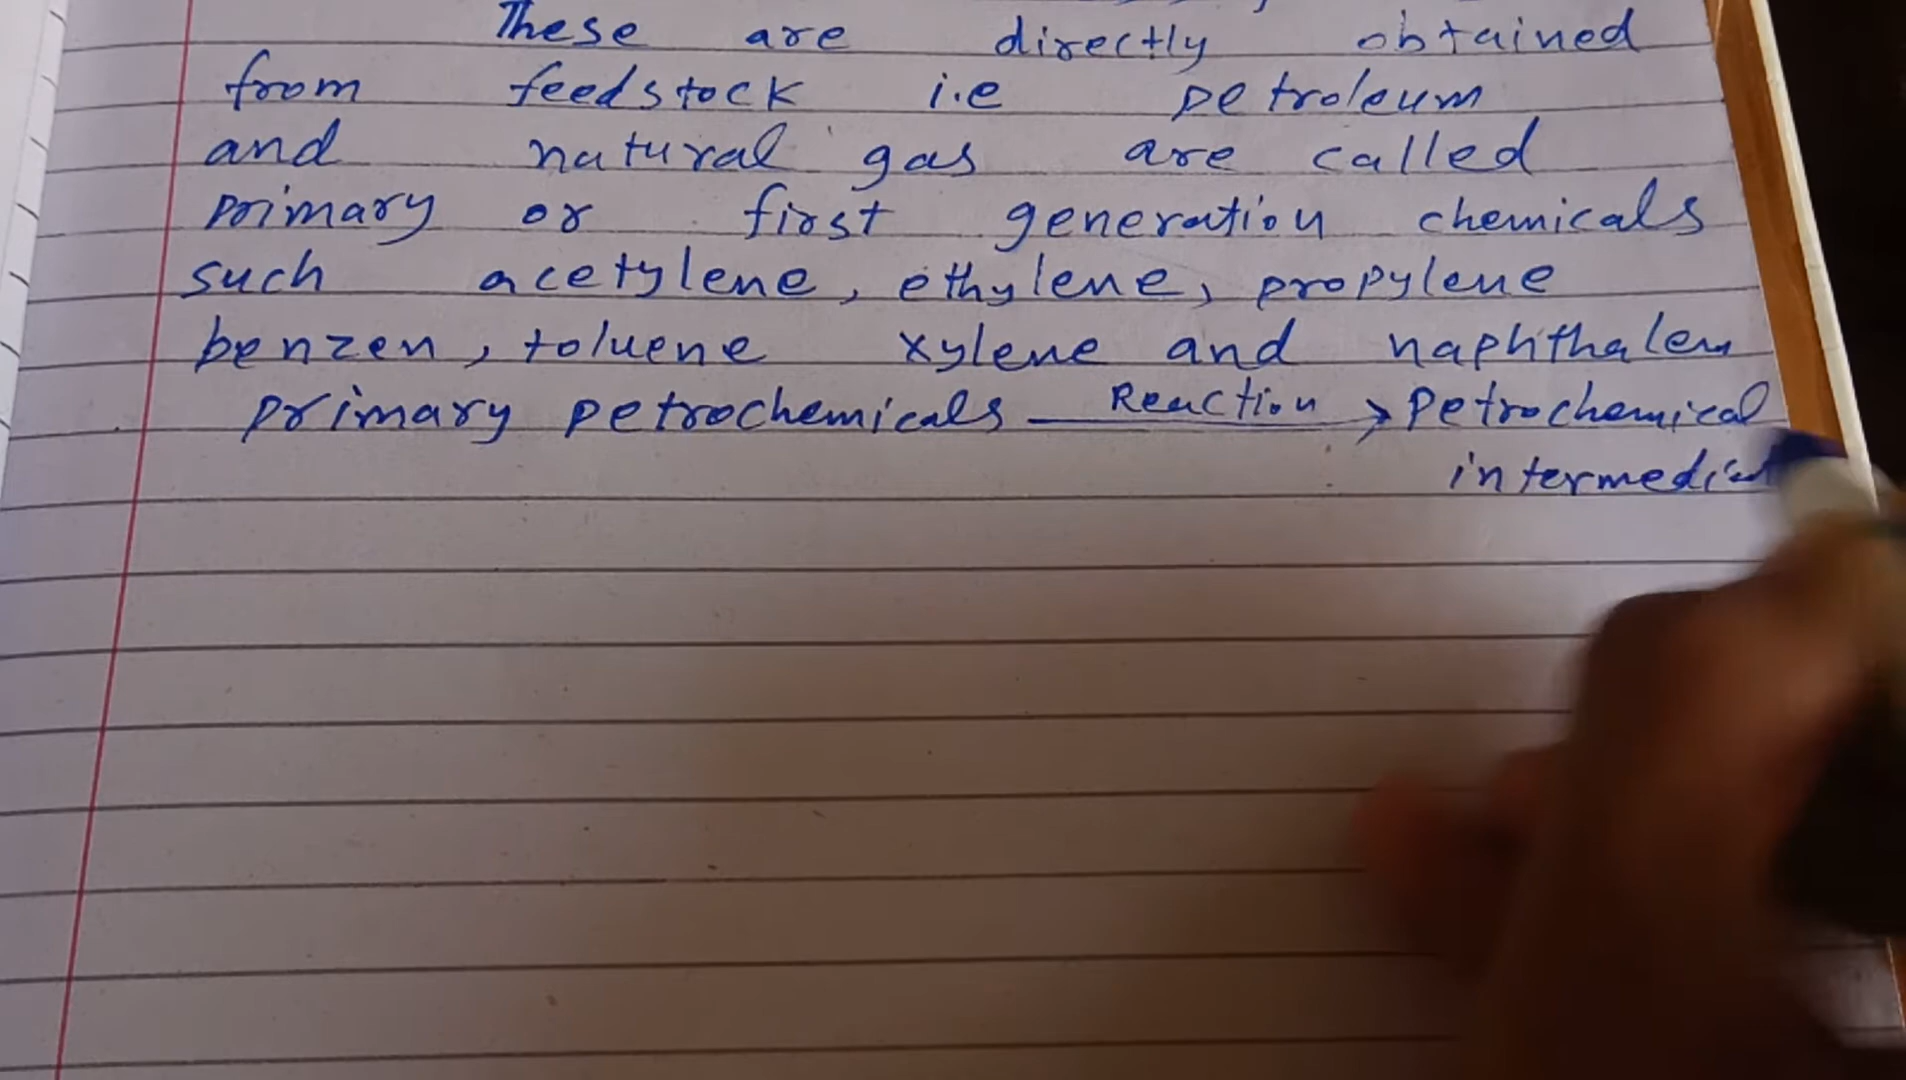 These are directly obtained
from feedstock i.e petroleum
and natural gas are called
primary or first generation chemicals
such acetylene, ethylene, propylene
benzen, toluene xylene and naphthalen
primary petrochemicals Reaction > petrochemical